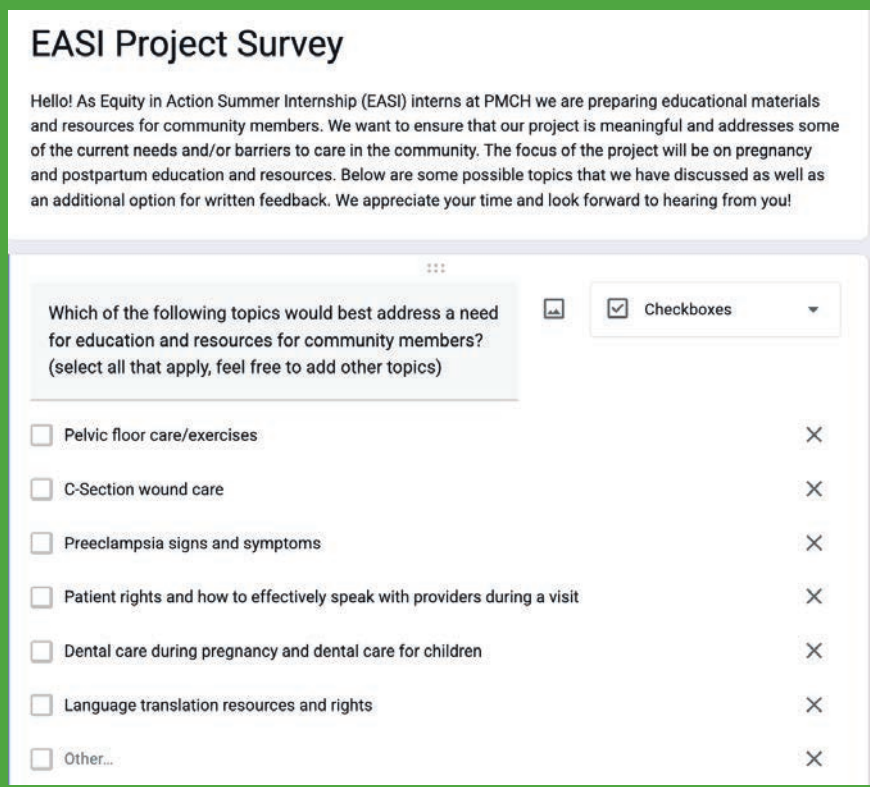 EASI Project Survey
Hello! As Equity in Action Summer Internship (EASI) interns at PMCH we are preparing educational materials
and resources for community members. We want to ensure that our project is meaningful and addresses some
of the current needs and/or barriers to care in the community. The focus of the project will be on pregnancy
and postpartum education and resources. Below are some possible topics that we have discussed as well as
an additional option for written feedback. We appreciate your time and look forward to hearing from you!
Which of the following topics would best address a need
for education and resources for community members?
(select all that apply, feel free to add other topics)
Checkboxes
Pelvic floor care/exercises
C-Section wound care
Preeclampsia signs and symptoms
Patient rights and how to effectively speak with providers during a visit
Dental care during pregnancy and dental care for children
Language translation resources and rights
Other...